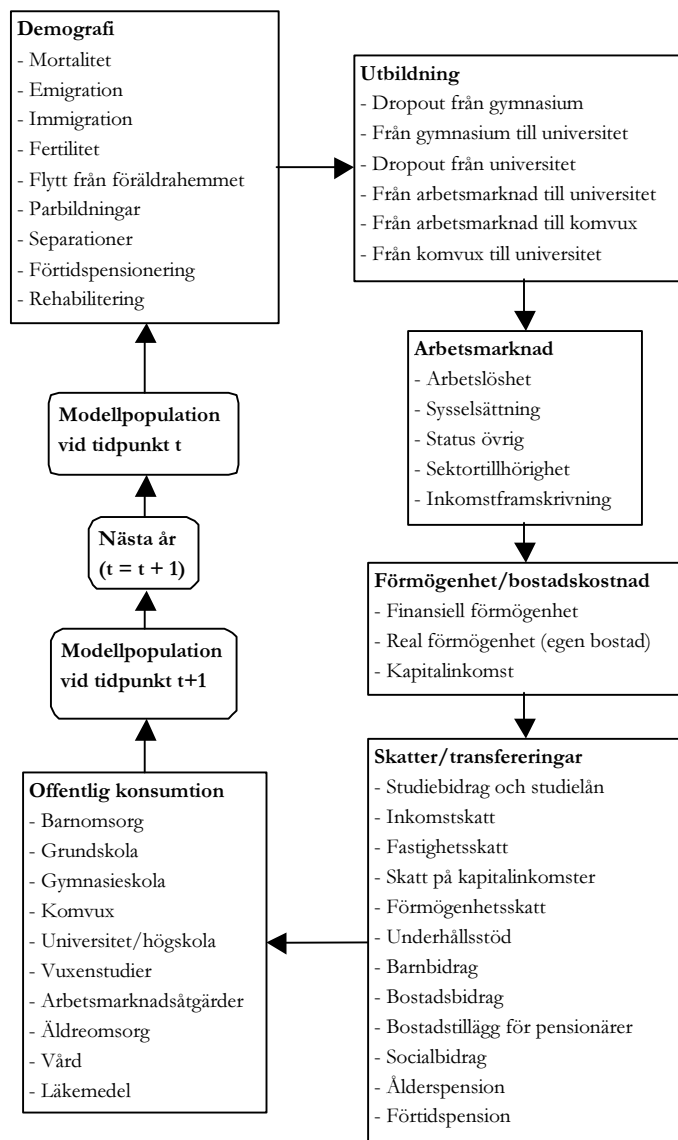 Demografi
- Mortalitet
- Emigration
- Immigration
- Fertilitet
- Flytt från föräldrahemmet
- Parbildningar
- Separationer
- Förtidspensionering
- Rehabilitering
Utbildning
- Dropout från gymnasium
- Från gymnasium till universitet
- Dropout från universitet
- Från arbetsmarknad till universitet
- Från arbetsmarknad till komvux
- Från komvux till universitet
Arbetsmarknad
- Arbetslöshet
- Sysselsättning
- Status övrig
- Sektortillhörighet
- Inkomstframskrivning
Förmögenhet/bostadskostnad
- Finansiell förmögenhet
- Real förmögenhet (egen bostad)
- Kapitalinkomst
Skatter/transfereringar
- Studiebidrag och studielån
- Inkomstskatt
- Fastighetsskatt
- Skatt på kapitalinkomster
- Förmögenhetsskatt
- Underhållsstöd
- Barnbidrag
- Bostadsbidrag
- Bostadstillägg för pensionärer
- Socialbidrag
- Ålderspension
- Förtidspension
Offentlig konsumtion
- Barnomsorg
- Grundskola
- Gymnasieskola
- Komvux
- Universitet/högskola
- Vuxenstudier
- Arbetsmarknadsåtgärder
- Äldreomsorg
- Vård
- Läkemedel
Modellpopulation
vid tidpunkt t+1
Nästa år
(t = t + 1)
Modellpopulation
vid tidpunkt t